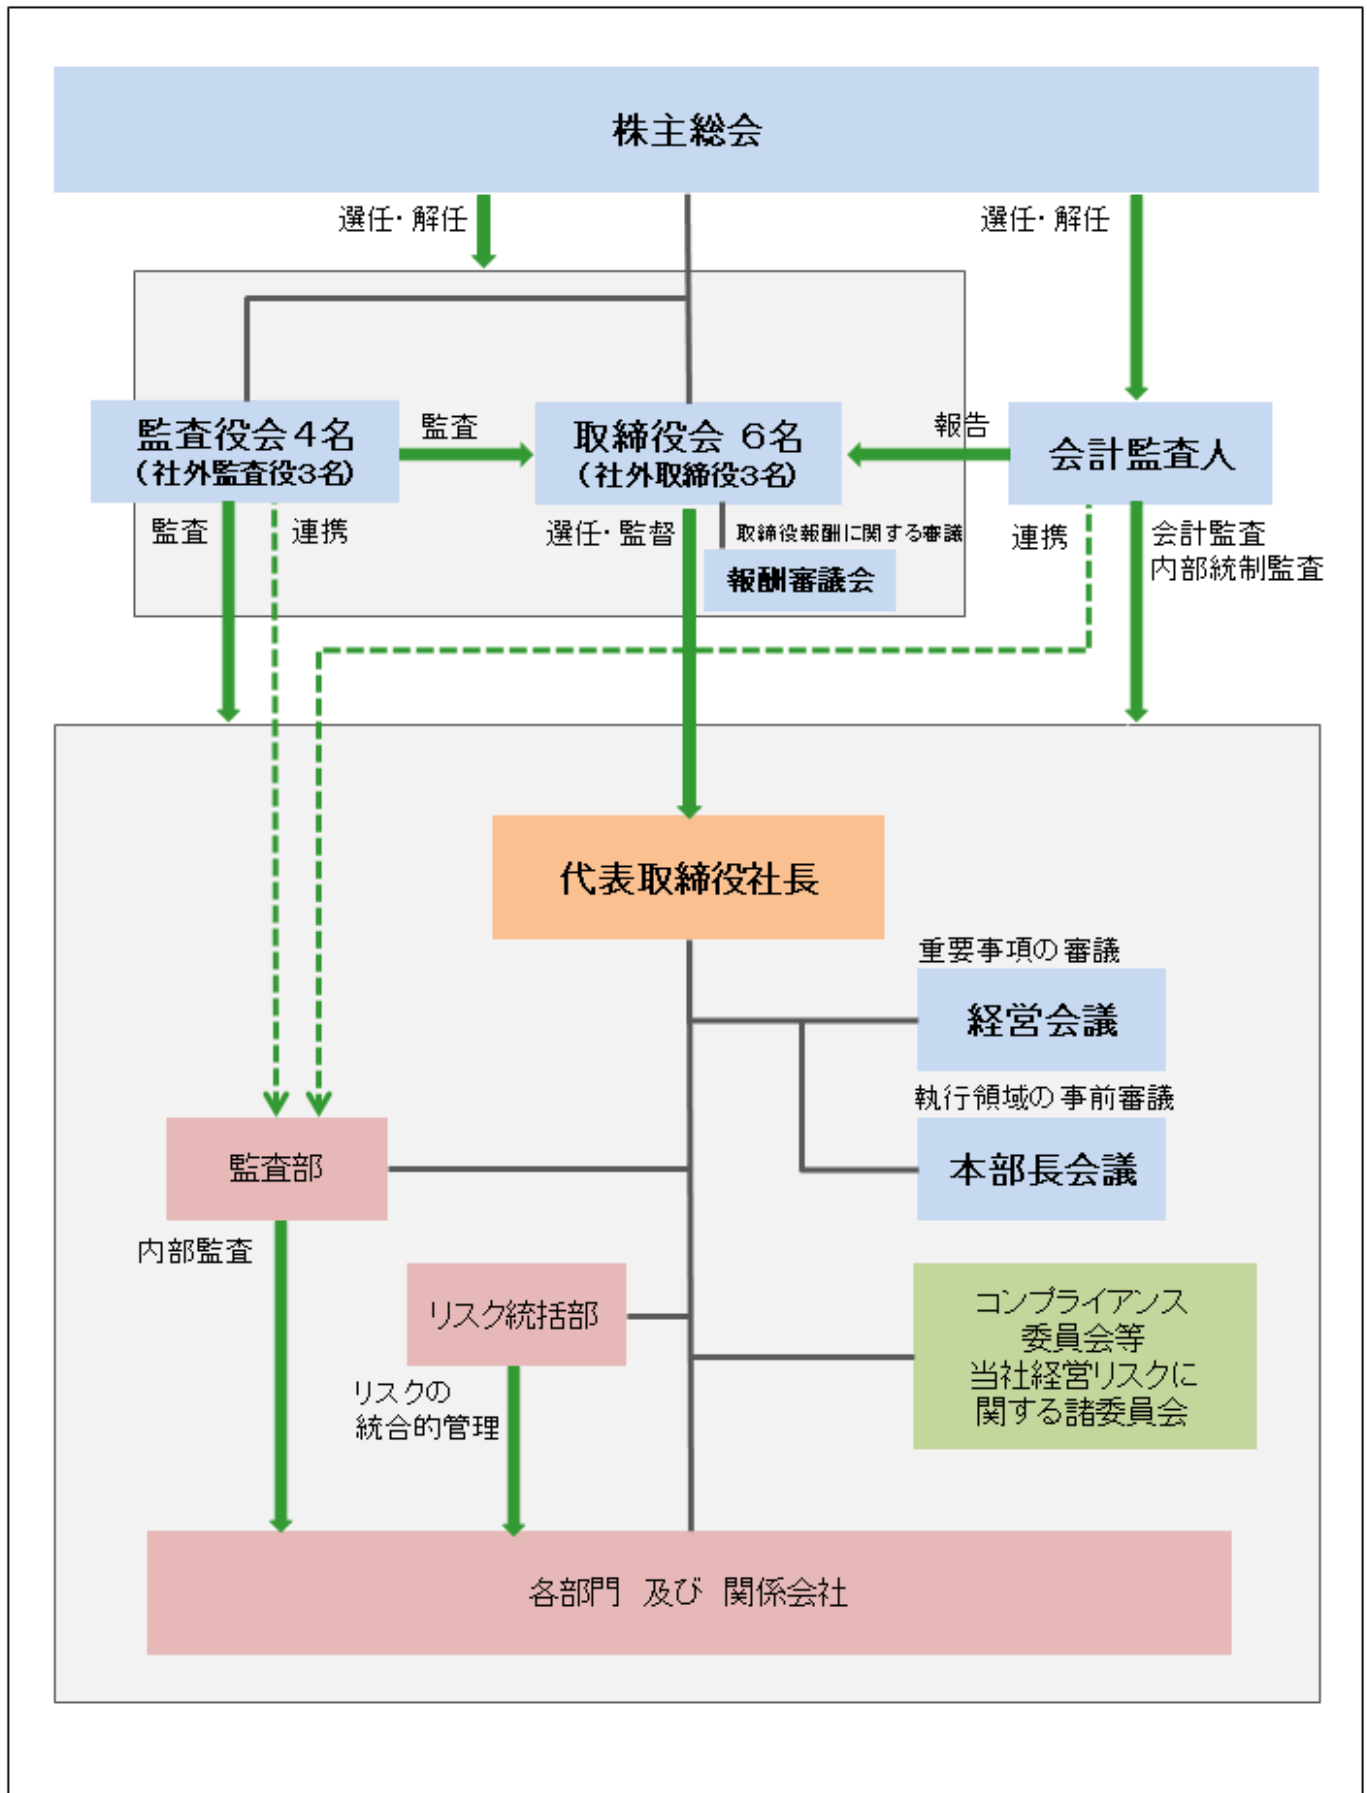 株主総会
選任・解任
選任・解任
監査役会4名
(社外監査役3名)
監査
取締役会 6名
(社外取締役3名)
報告
会計監査人
監査
連携
選任・監督
取締役報酬に関する審議
報酬審議会
連携
会計監査
内部統制監査
代表取締役社長
重要事項の審議
経営会議
執行領域の事前審議
本部長会議
監査部
内部監査
リスク統括部
リスクの
統合的管理
コンプライアンス
委員会等
当社経営リスクに
関する諸委員会
各部門 及び 関係会社